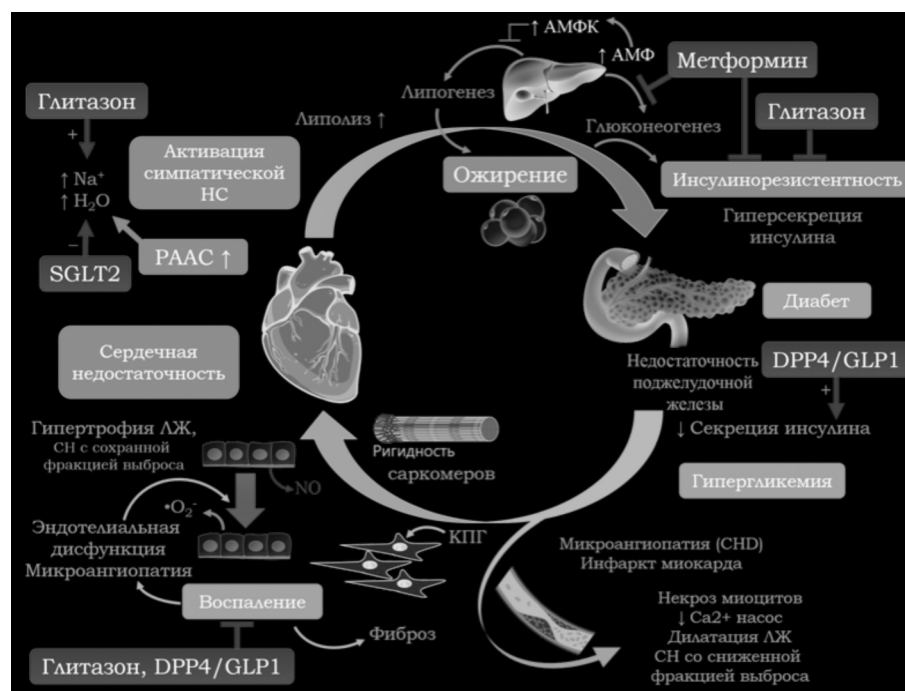 ↑ АМФК
↑ АМФ
Метформин
Глитазон
Липогенез
Липолиз ↑
Глюконеогенез
Глитазон
+
Активация
симпатической
НС
↑ Na⁺
↑ H₂O
Ожирение
Инсулинорезистентность
Гиперсекреция
инсулина
−
РААС ↑
SGLT2
Диабет
Сердечная
недостаточность
Недостаточность
поджелудочной
железы
DPP4/GLP1
+
↓ Секреция инсулина
Гипертрофия ЛЖ,
СН с сохранной
фракцией выброса
Ригидность
саркомеров
Гипергликемия
NO
•O₂⁻
Эндотелиальная
дисфункция
Микроангиопатия
КПГ
Микроангиопатия (CHD)
Инфаркт миокарда
Воспаление
Фиброз
Некроз миоцитов
↓ Ca2+ насос
Дилатация ЛЖ
СН со сниженной
фракцией выброса
Глитазон, DPP4/GLP1